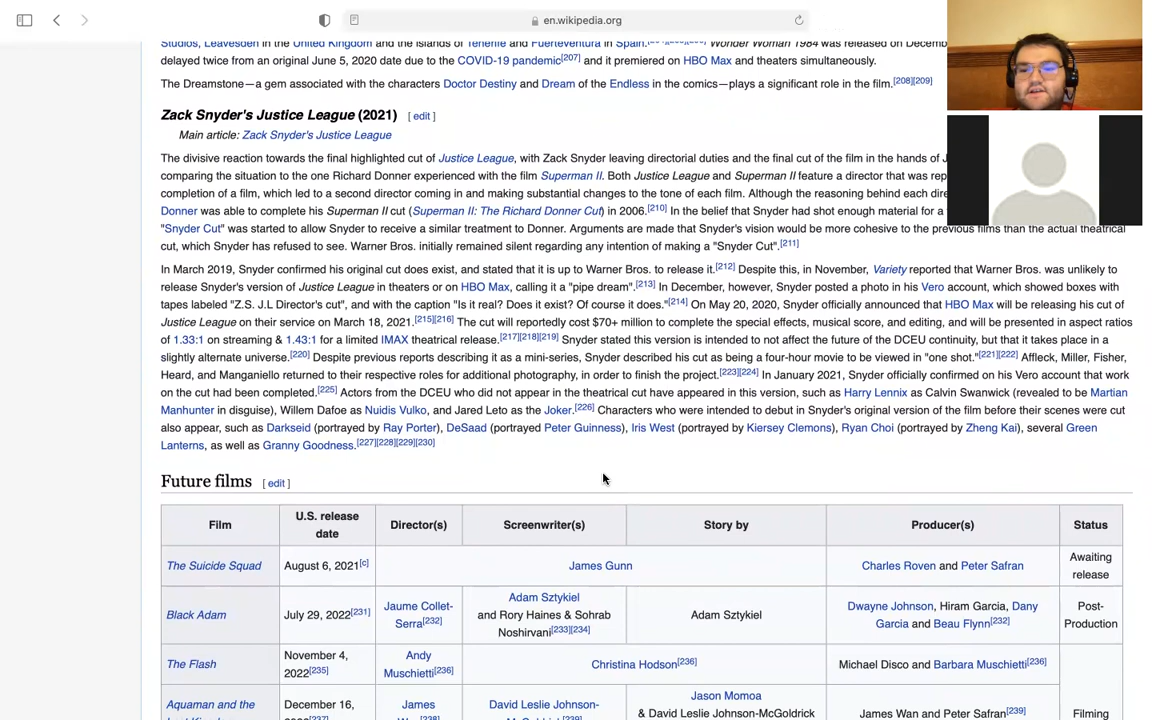 en.wikipedia.org
Studios, Leavesden in the United Kingdom and the islands of Tenerife and Fuerteventura in Spain. Wonder Woman 1984 was released on Decemb
delayed twice from an original June 5, 2020 date due to the COVID-19 pandemic[207] and it premiered on HBO Max and theaters simultaneously.
The Dreamstone—a gem associated with the characters Doctor Destiny and Dream of the Endless in the comics—plays a significant role in the film.[208][209]
Zack Snyder's Justice League (2021) [ edit ]
Main article: Zack Snyder's Justice League
The divisive reaction towards the final highlighted cut of Justice League, with Zack Snyder leaving directorial duties and the final cut of the film in the hands of J
comparing the situation to the one Richard Donner experienced with the film Superman II. Both Justice League and Superman II feature a director that was rep
completion of a film, which led to a second director coming in and making substantial changes to the tone of each film. Although the reasoning behind each dire
Donner was able to complete his Superman II cut (Superman II: The Richard Donner Cut) in 2006.[210] In the belief that Snyder had shot enough material for a
"Snyder Cut" was started to allow Snyder to receive a similar treatment to Donner. Arguments are made that Snyder's vision would be more cohesive to the previous films than the actual theatrical
cut, which Snyder has refused to see. Warner Bros. initially remained silent regarding any intention of making a "Snyder Cut".[211]
In March 2019, Snyder confirmed his original cut does exist, and stated that it is up to Warner Bros. to release it.[212] Despite this, in November, Variety reported that Warner Bros. was unlikely to
release Snyder's version of Justice League in theaters or on HBO Max, calling it a "pipe dream".[213] In December, however, Snyder posted a photo in his Vero account, which showed boxes with
tapes labeled "Z.S. J.L Director's cut", and with the caption "Is it real? Does it exist? Of course it does."[214] On May 20, 2020, Snyder officially announced that HBO Max will be releasing his cut of
Justice League on their service on March 18, 2021.[215][216] The cut will reportedly cost $70+ million to complete the special effects, musical score, and editing, and will be presented in aspect ratios
of 1.33:1 on streaming & 1.43:1 for a limited IMAX theatrical release.[217][218][219] Snyder stated this version is intended to not affect the future of the DCEU continuity, but that it takes place in a
slightly alternate universe.[220] Despite previous reports describing it as a mini-series, Snyder described his cut as being a four-hour movie to be viewed in "one shot."[221][222] Affleck, Miller, Fisher,
Heard, and Manganiello returned to their respective roles for additional photography, in order to finish the project.[223][224] In January 2021, Snyder officially confirmed on his Vero account that work
on the cut had been completed.[225] Actors from the DCEU who did not appear in the theatrical cut have appeared in this version, such as Harry Lennix as Calvin Swanwick (revealed to be Martian
Manhunter in disguise), Willem Dafoe as Nuidis Vulko, and Jared Leto as the Joker.[226] Characters who were intended to debut in Snyder's original version of the film before their scenes were cut
also appear, such as Darkseid (portrayed by Ray Porter), DeSaad (portrayed Peter Guinness), Iris West (portrayed by Kiersey Clemons), Ryan Choi (portrayed by Zheng Kai), several Green
Lanterns, as well as Granny Goodness.[227][228][229][230]
Future films [ edit ]
Film U.S. release date Director(s) Screenwriter(s) Story by Producer(s) Status
The Suicide Squad August 6, 2021[c] James Gunn Charles Roven and Peter Safran Awaiting release
Black Adam July 29, 2022[231] Jaume Collet-Serra[232] Adam Sztykiel and Rory Haines & Sohrab Noshirvani[233][234] Adam Sztykiel Dwayne Johnson, Hiram Garcia, Dany Garcia and Beau Flynn[232] Post-Production
The Flash November 4, 2022[235] Andy Muschietti[236] Christina Hodson[236] Michael Disco and Barbara Muschietti[236]
Aquaman and the December 16, James David Leslie Johnson- Jason Momoa & David Leslie Johnson-McGoldrick James Wan and Peter Safran[239] Filming